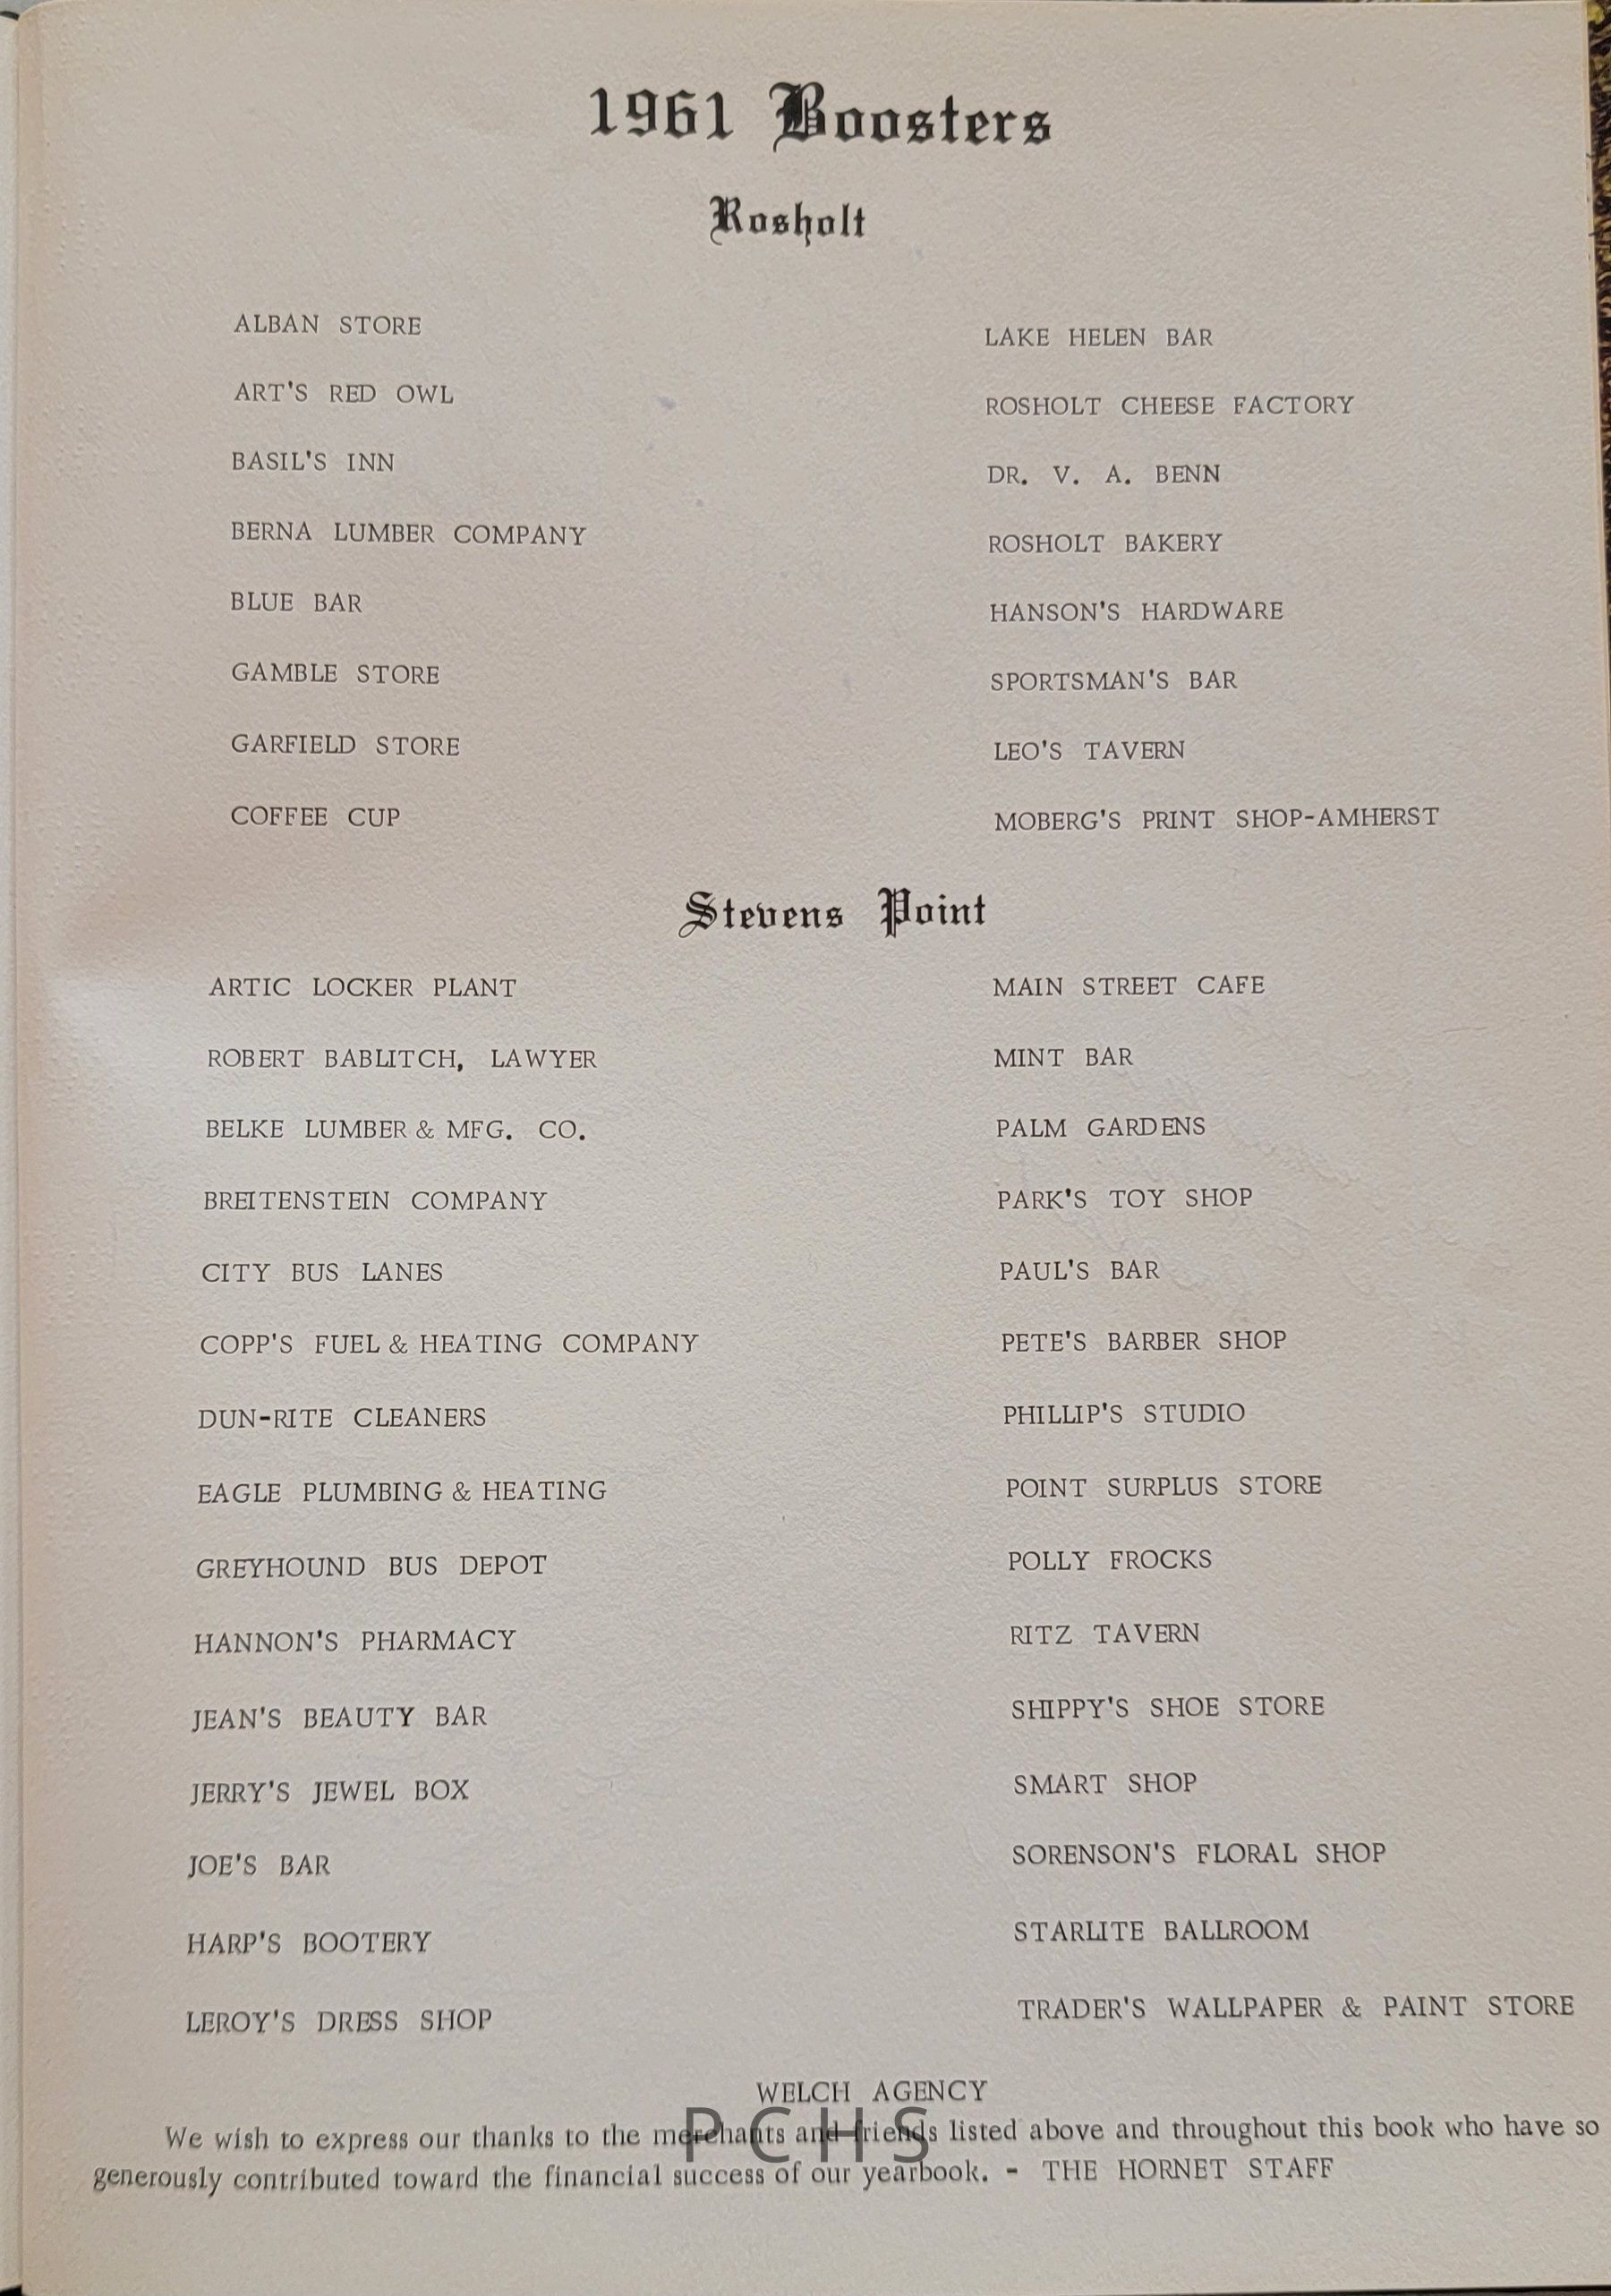 1961 Boosters
Rosholt
ALBAN STORE
ART'S RED OWL
BASIL'S INN
BERNA LUMBER COMPANY
BLUE BAR
GAMBLE STORE
GARFIELD STORE
COFFEE CUP
LAKE HELEN BAR
ROSHOLT CHEESE FACTORY
DR. V. A. BENN
ROSHOLT BAKERY
HANSON'S HARDWARE
SPORTSMAN'S BAR
LEO'S TAVERN
MOBERG'S PRINT SHOP-AMHERST
Stevens Point
ARTIC LOCKER PLANT
ROBERT BABLITCH, LAWYER
BELKE LUMBER & MFG. CO.
BREITENSTEIN COMPANY
CITY BUS LANES
COPP'S FUEL & HEATING COMPANY
DUN-RITE CLEANERS
EAGLE PLUMBING & HEATING
GREYHOUND BUS DEPOT
HANNON'S PHARMACY
JEAN'S BEAUTY BAR
JERRY'S JEWEL BOX
JOE'S BAR
HARP'S BOOTERY
LEROY'S DRESS SHOP
MAIN STREET CAFE
MINT BAR
PALM GARDENS
PARK'S TOY SHOP
PAUL'S BAR
PETE'S BARBER SHOP
PHILLIP'S STUDIO
POINT SURPLUS STORE
POLLY FROCKS
RITZ TAVERN
SHIPPY'S SHOE STORE
SMART SHOP
SORENSON'S FLORAL SHOP
STARLITE BALLROOM
TRADER'S WALLPAPER & PAINT STORE
WELCH AGENCY
We wish to express our thanks to the merchants and friends listed above and throughout this book who have so
generously contributed toward the financial success of our yearbook. - THE HORNET STAFF
PCHS